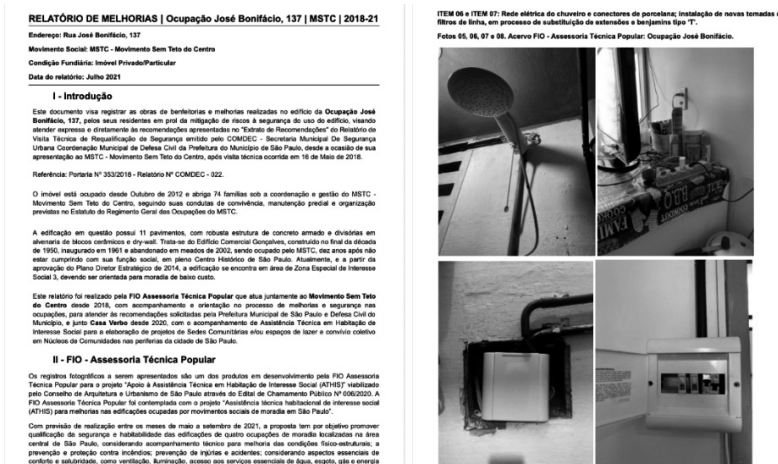 RELATÓRIO DE MELHORIAS | Ocupação José Bonifácio, 137 | MSTC | 2018-21
Endereço: Rua José Bonifácio, 137
Movimento Social: MSTC - Movimento Sem Teto do Centro
Condição Fundiária: Imóvel Privado/Particular
Data do relatório: Julho 2021
I - Introdução
Este documento visa registrar as obras de benfeitorias e melhorias realizadas no edifício da Ocupação José
Bonifácio, 137, pelos seus residentes em prol da mitigação de riscos à segurança do uso do edifício, visando
atender expressa e diretamente às recomendações apresentadas no "Extrato de Recomendações" do Relatório de
Visita Técnica de Requalificação de Segurança emitido pelo COMDEC - Secretaria Municipal De Segurança
Urbana Coordenação Municipal de Defesa Civil da Prefeitura do Município de São Paulo, desde a ocasião de sua
apresentação ao MSTC - Movimento Sem Teto do Centro, após visita técnica ocorrida em 16 de Maio de 2018.
Referência: Portaria Nº 353/2018 - Relatório Nº COMDEC - 022.
O imóvel está ocupado desde Outubro de 2012 e abriga 74 famílias sob a coordenação e gestão do MSTC -
Movimento Sem Teto do Centro, seguindo suas condutas de convivência, manutenção predial e organização
previstas no Estatuto do Regimento Geral das Ocupações do MSTC.
A edificação em questão possui 11 pavimentos, com robusta estrutura de concreto armado e divisórias em
alvenaria de blocos cerâmicos e dry-wall. Trata-se do Edifício Comercial Gonçalves, construído no final da década
de 1950, inaugurado em 1961 e abandonado em meados de 2002, sendo ocupado pelo MSTC, dez anos após não
estar cumprindo com sua função social, em pleno Centro Histórico de São Paulo. Atualmente, e a partir da
aprovação do Plano Diretor Estratégico de 2014, a edificação se encontra em área de Zona Especial de Interesse
Social 3, devendo ser orientada para moradia de baixo custo.
Este relatório foi realizado pela FIO Assessoria Técnica Popular que atua juntamente ao Movimento Sem Teto
do Centro desde 2018, com acompanhamento e orientação no processo de melhorias e segurança nas
ocupações, para atender às recomendações solicitadas pela Prefeitura Municipal de São Paulo e Defesa Civil do
Município, e junto Casa Verbo desde 2020, com o acompanhamento de Assistência Técnica em Habitação de
Interesse Social para a elaboração de projetos de Sedes Comunitárias e/ou espaços de lazer e convívio coletivo
em Núcleos de Comunidades nas periferias da cidade de São Paulo.
II - FIO - Assessoria Técnica Popular
Os registros fotográficos a serem apresentados são um dos produtos em desenvolvimento pela FIO Assessoria
Técnica Popular para o projeto "Apoio à Assistência Técnica em Habitação de Interesse Social (ATHIS)" viabilizado
pelo Conselho de Arquitetura e Urbanismo de São Paulo através do Edital de Chamamento Público Nº 006/2020. A
FIO Assessoria Técnica Popular foi contemplada com o projeto "Assistência técnica habitacional de interesse social
(ATHIS) para melhorias nas edificações ocupadas por movimentos sociais de moradia em São Paulo".
Com previsão de realização entre os meses de maio a setembro de 2021, a proposta tem por objetivo promover
qualificação da segurança e habitabilidade das edificações de quatro ocupações de moradia localizadas na área
central de São Paulo, considerando acompanhamento técnico para melhoria das condições físico-estruturais; a
prevenção e proteção contra incêndios; prevenção de injúrias e acidentes; considerando aspectos essenciais de
conforto e salubridade, como ventilação, iluminação, acesso aos serviços essenciais de água, esgoto, gás e energia
ITEM 06 e ITEM 07: Rede elétrica do chuveiro e conectores de porcelana; instalação de novas tomadas
filtros de linha, em processo de substituição de extensões e benjamins tipo 'T'.
Fotos 05, 06, 07 e 08. Acervo FIO - Assessoria Técnica Popular: Ocupação José Bonifácio.